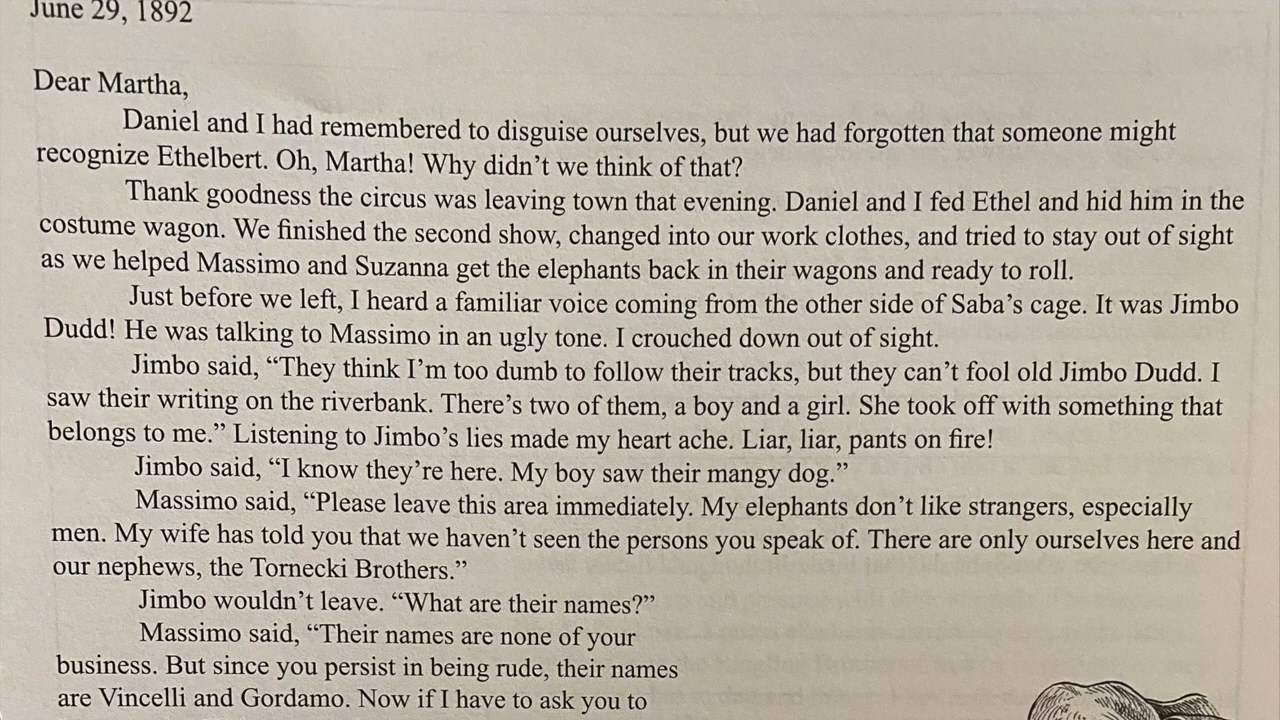 June 29, 1892
Dear Martha,
Daniel and I had remembered to disguise ourselves, but we had forgotten that someone might
recognize Ethelbert. Oh, Martha! Why didn’t we think of that?
Thank goodness the circus was leaving town that evening. Daniel and I fed Ethel and hid him in the
costume wagon. We finished the second show, changed into our work clothes, and tried to stay out of sight
as we helped Massimo and Suzanna get the elephants back in their wagons and ready to roll.
Just before we left, I heard a familiar voice coming from the other side of Saba’s cage. It was Jimbo
Dudd! He was talking to Massimo in an ugly tone. I crouched down out of sight.
Jimbo said, “They think I’m too dumb to follow their tracks, but they can’t fool old Jimbo Dudd. I
saw their writing on the riverbank. There’s two of them, a boy and a girl. She took off with something that
belongs to me.” Listening to Jimbo’s lies made my heart ache. Liar, liar, pants on fire!
Jimbo said, “I know they’re here. My boy saw their mangy dog.”
Massimo said, “Please leave this area immediately. My elephants don’t like strangers, especially
men. My wife has told you that we haven’t seen the persons you speak of. There are only ourselves here and
our nephews, the Tornecki Brothers.”
Jimbo wouldn’t leave. “What are their names?”
Massimo said, “Their names are none of your
business. But since you persist in being rude, their names
are Vincelli and Gordamo. Now if I have to ask you to